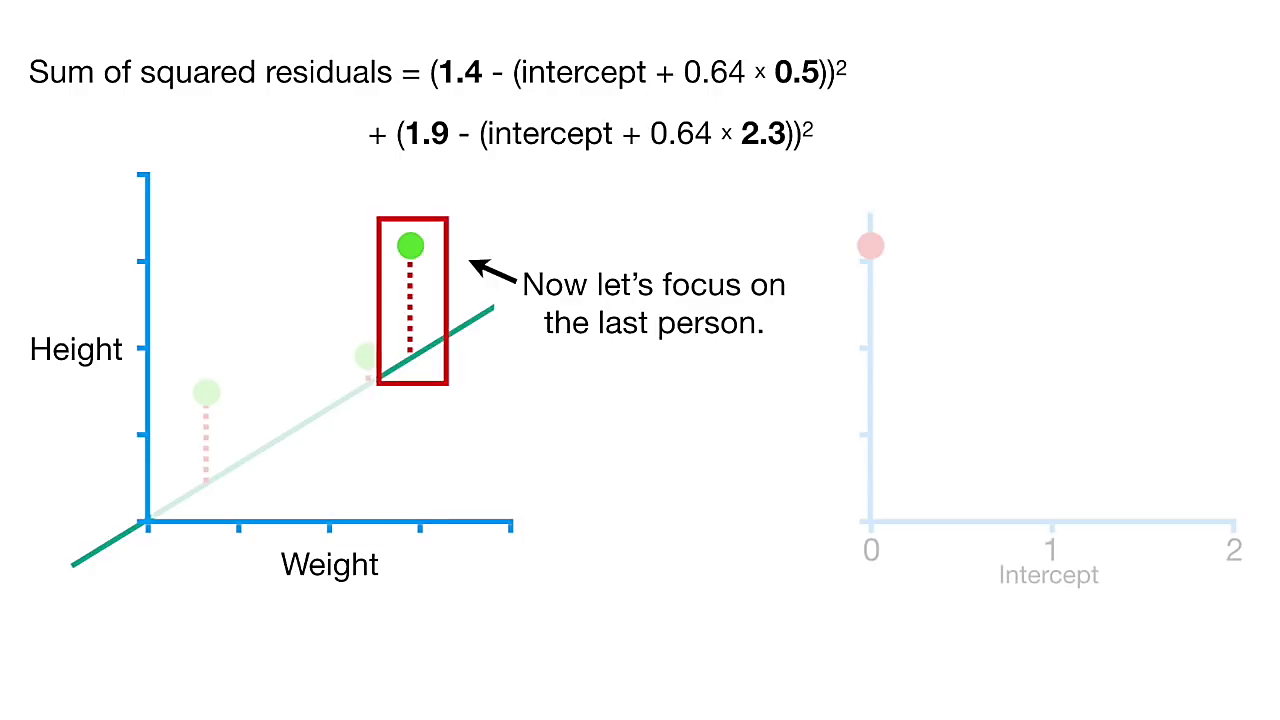 Sum of squared residuals = (1.4 - (intercept + 0.64 x 0.5))²
+ (1.9 - (intercept + 0.64 x 2.3))²
Now let's focus on
the last person.
Height
Weight
0 1 2
Intercept